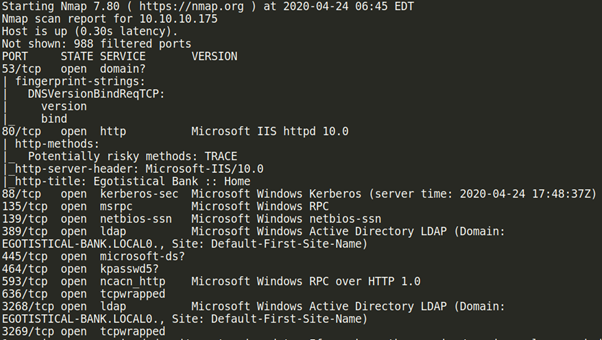 Starting Nmap 7.80 ( https://nmap.org ) at 2020-04-24 06:45 EDT
Nmap scan report for 10.10.10.175
Host is up (0.30s latency).
Not shown: 988 filtered ports
PORT     STATE SERVICE       VERSION
53/tcp   open  domain?
| fingerprint-strings:
|   DNSVersionBindReqTCP:
|     version
|_    bind
80/tcp   open  http          Microsoft IIS httpd 10.0
| http-methods:
|_  Potentially risky methods: TRACE
|_http-server-header: Microsoft-IIS/10.0
|_http-title: Egotistical Bank :: Home
88/tcp   open  kerberos-sec  Microsoft Windows Kerberos (server time: 2020-04-24 17:48:37Z)
135/tcp  open  msrpc         Microsoft Windows RPC
139/tcp  open  netbios-ssn   Microsoft Windows netbios-ssn
389/tcp  open  ldap          Microsoft Windows Active Directory LDAP (Domain:
EGOTISTICAL-BANK.LOCAL0., Site: Default-First-Site-Name)
445/tcp  open  microsoft-ds?
464/tcp  open  kpasswd5?
593/tcp  open  ncacn_http    Microsoft Windows RPC over HTTP 1.0
636/tcp  open  tcpwrapped
3268/tcp open  ldap          Microsoft Windows Active Directory LDAP (Domain:
EGOTISTICAL-BANK.LOCAL0., Site: Default-First-Site-Name)
3269/tcp open  tcpwrapped